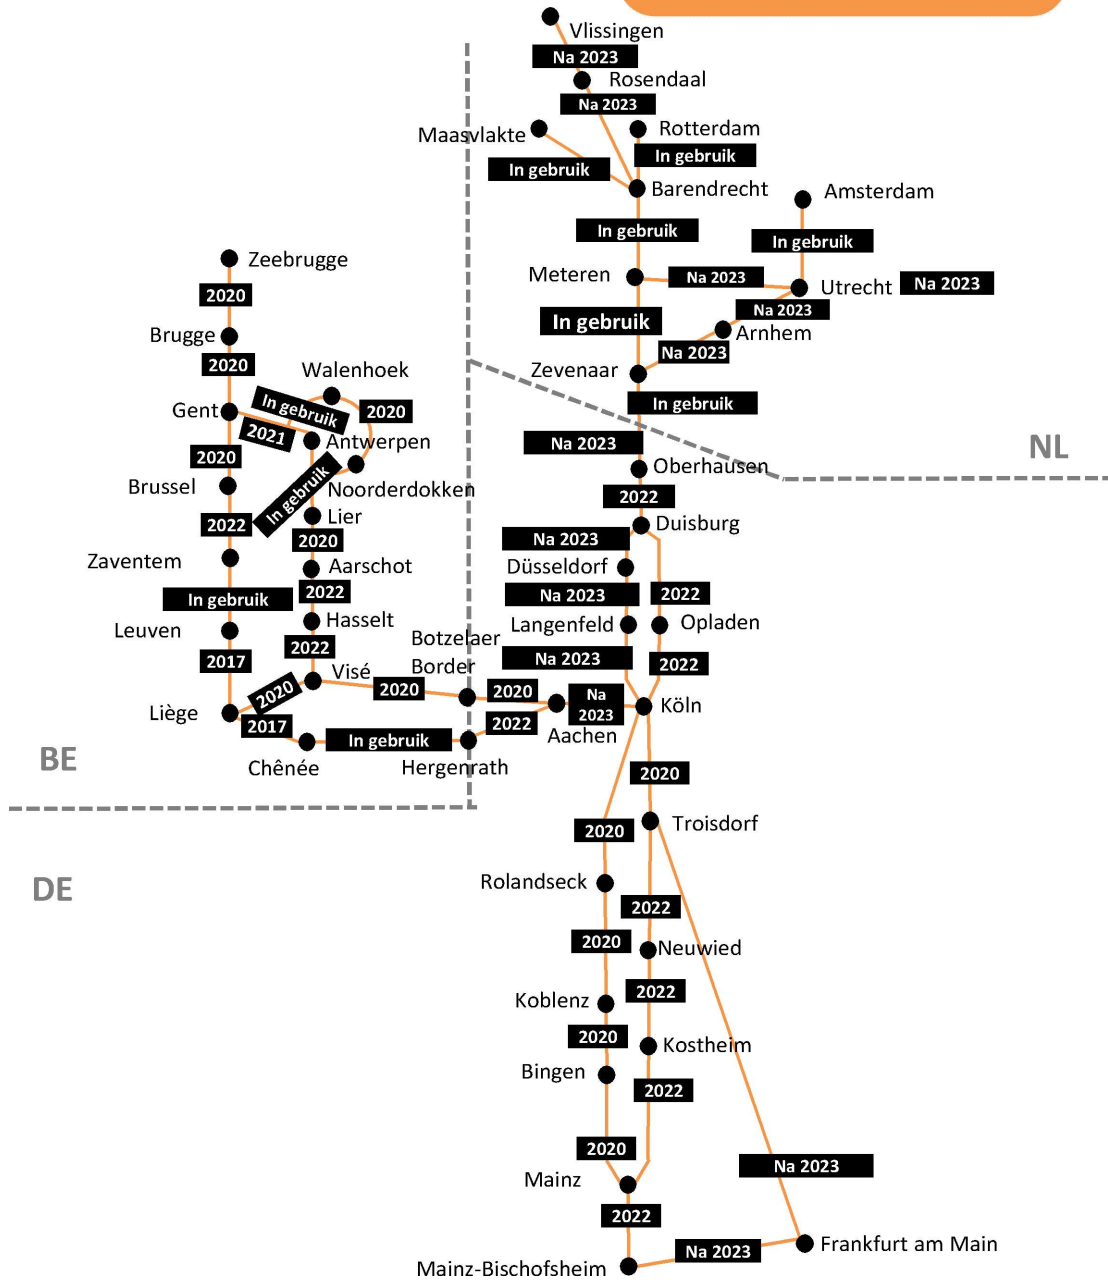 Vlissingen
Na 2023
Rosendaal
Na 2023
Maasvlakte
Rotterdam
In gebruik
In gebruik
Barendrecht
Amsterdam
In gebruik
In gebruik
Zeebrugge
Meteren
Na 2023
Utrecht
Na 2023
2020
Na 2023
In gebruik
Brugge
Arnhem
Na 2023
2020
Walenhoek
Zevenaar
In gebruik
In gebruik
2020
Gent
2021
Antwerpen
Na 2023
NL
2020
Oberhausen
Brussel
In gebruik
Noorderdokken
2022
Lier
2022
Duisburg
2020
Na 2023
Zaventem
Aarschot
Düsseldorf
2022
2022
In gebruik
Na 2023
Hasselt
Langenfeld
Opladen
Leuven
Botzelaer
Border
2022
2017
Na 2023
2022
Visé
2020
2020
2020
Na
2023
Köln
Liège
2017
2022
Aachen
In gebruik
BE
Chênée
Hergenrath
2020
2020
Troisdorf
DE
Rolandseck
2022
2020
Neuwied
2022
Koblenz
2020
Kostheim
Bingen
2022
2020
Na 2023
Mainz
2022
Na 2023
Frankfurt am Main
Mainz-Bischofsheim